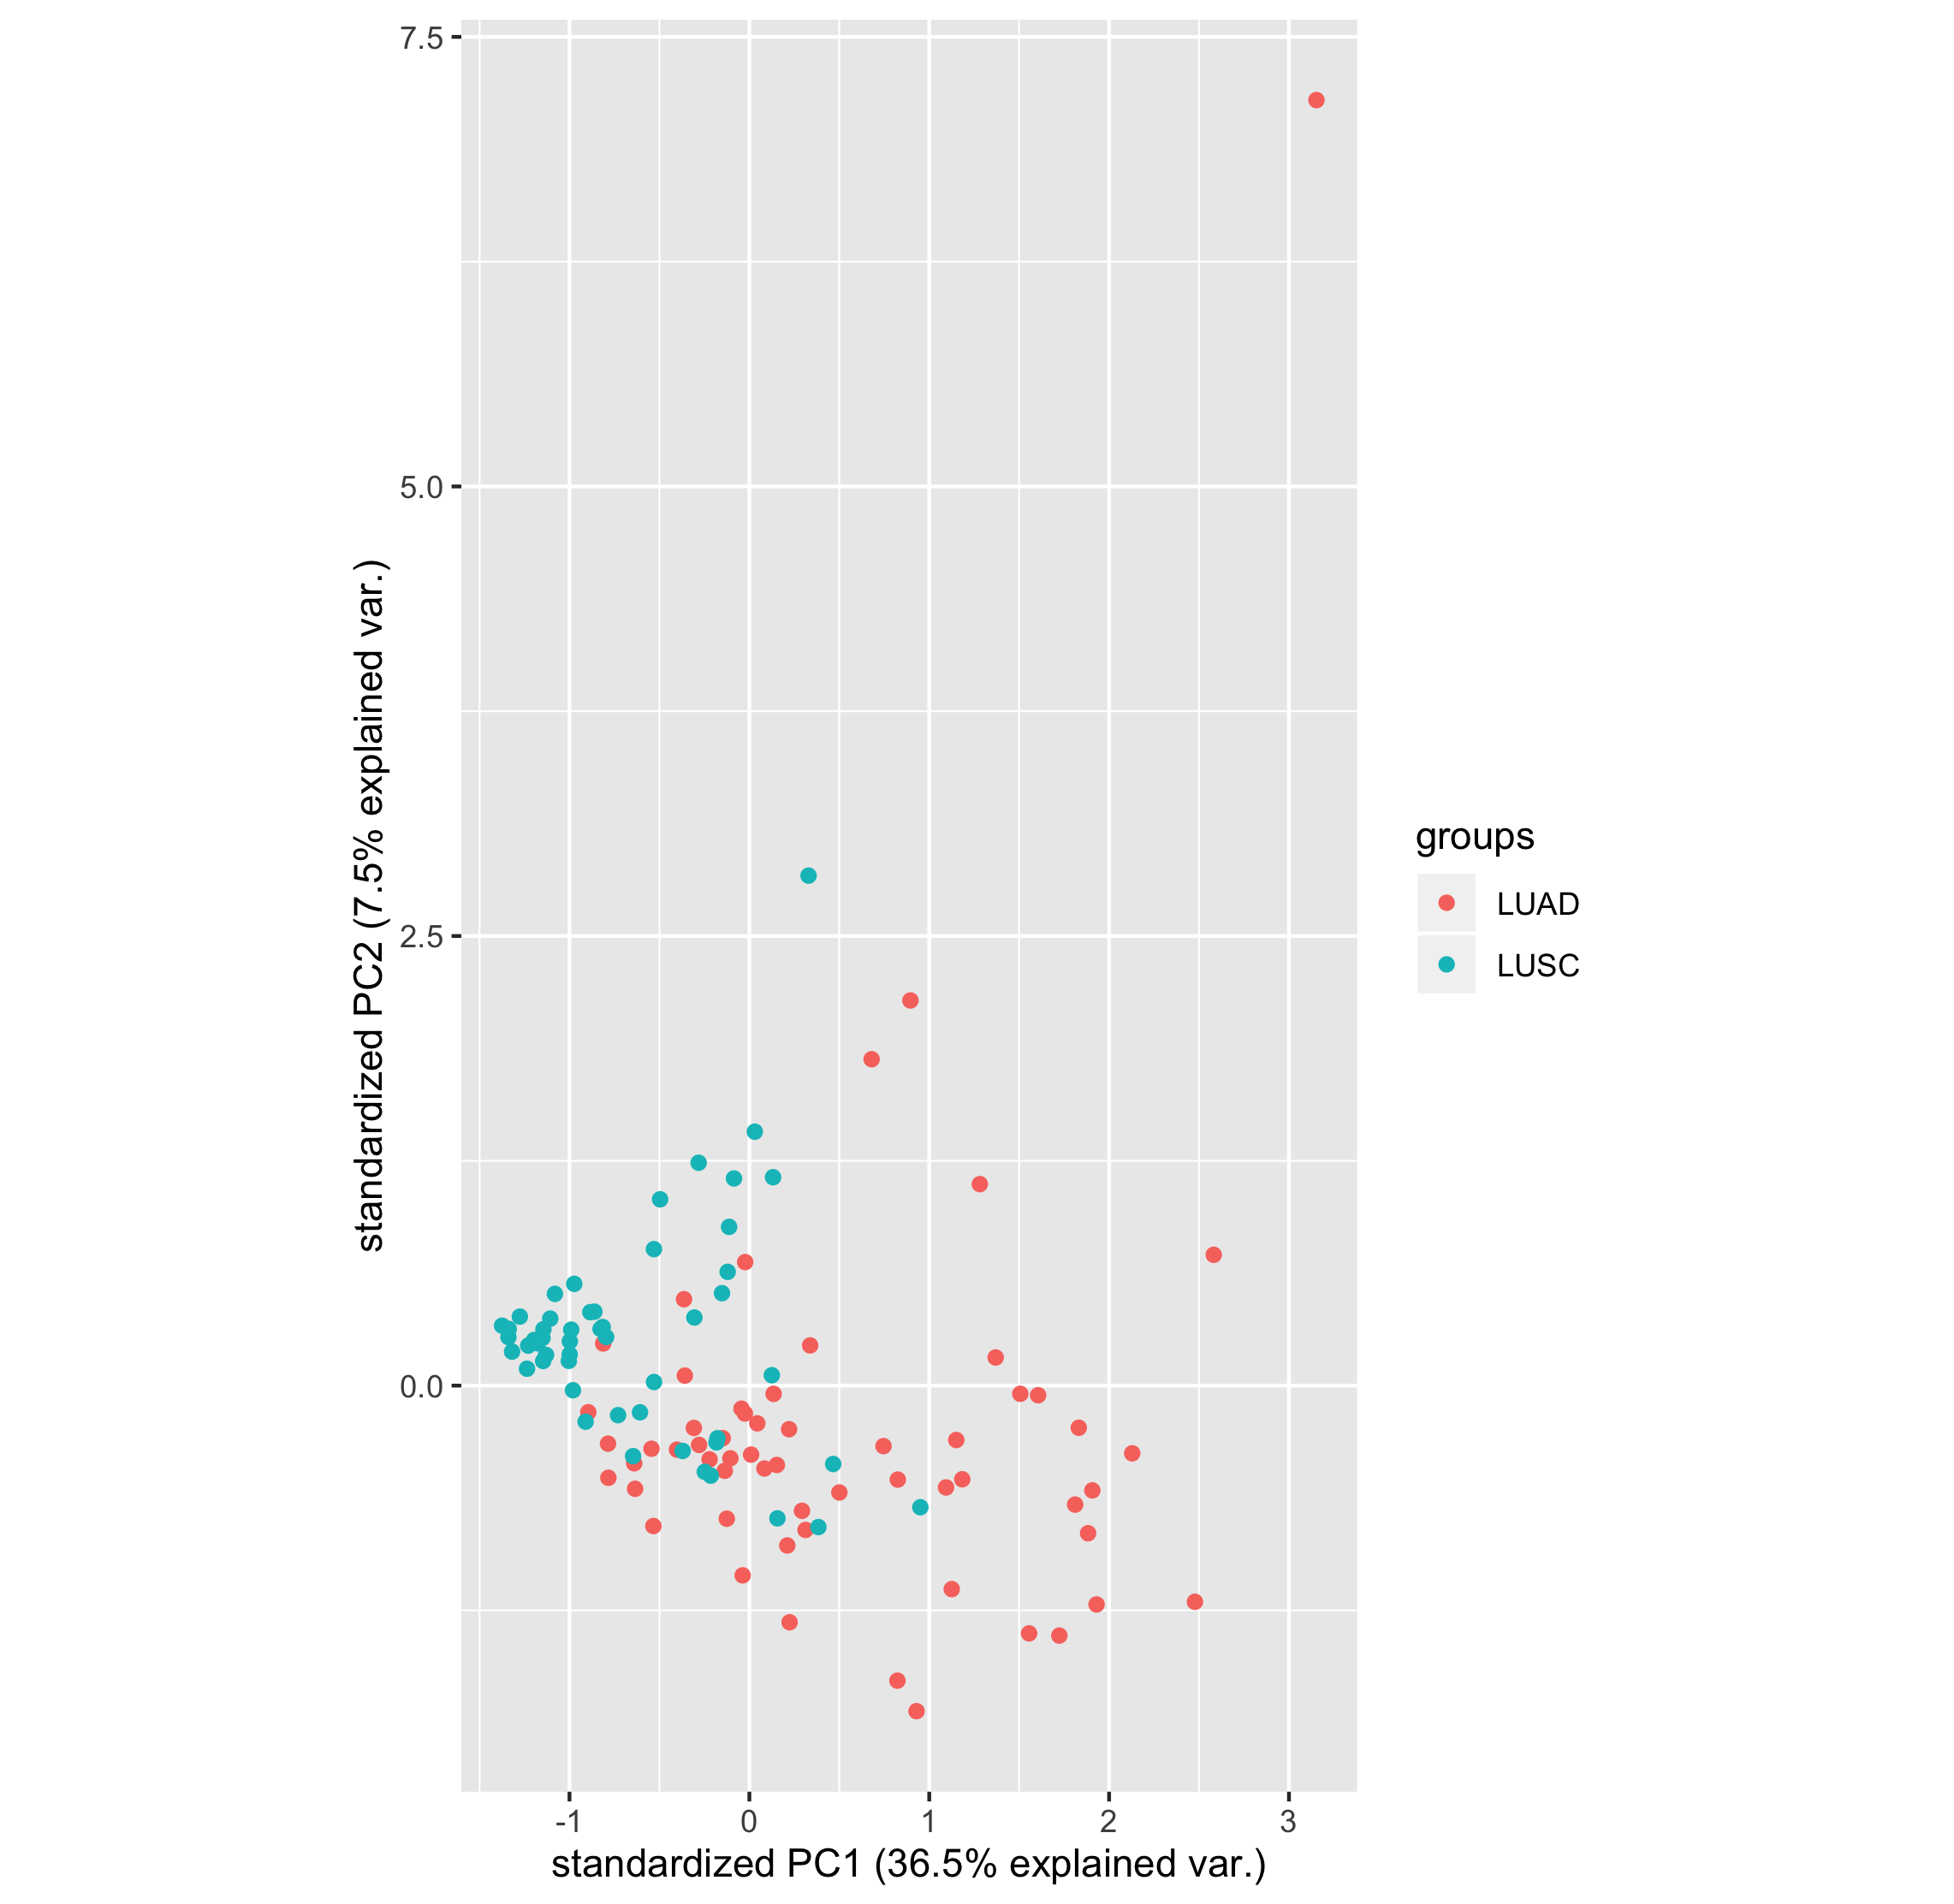 7.5
5.0
2.5
0.0
standardized PC2 (7.5% explained var.)
-1 0 1 2 3
standardized PC1 (36.5% explained var.)
groups
LUAD
LUSC